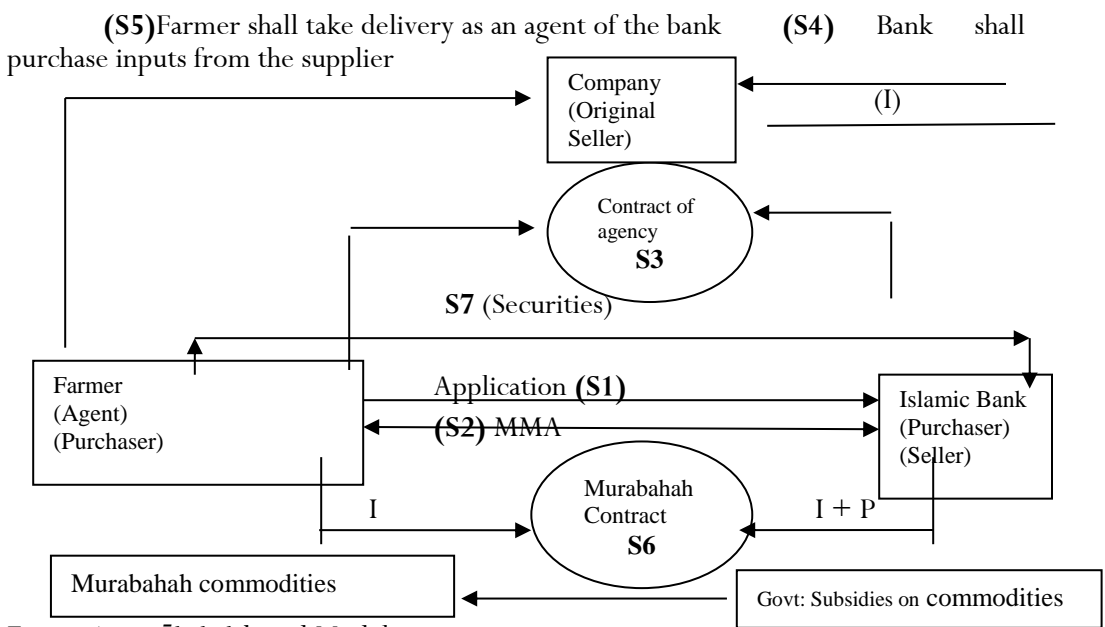 (S5)Farmer shall take delivery as an agent of the bank (S4) Bank shall
purchase inputs from the supplier
Company
(Original
Seller)
(I)
Contract of
agency
S3
S7 (Securities)
Farmer
(Agent)
(Purchaser)
Application (S1)
(S2) MMA
Islamic Bank
(Purchaser)
(Seller)
Murabahah
Contract
S6
I
I + P
Murabahah commodities
Govt: Subsidies on commodities